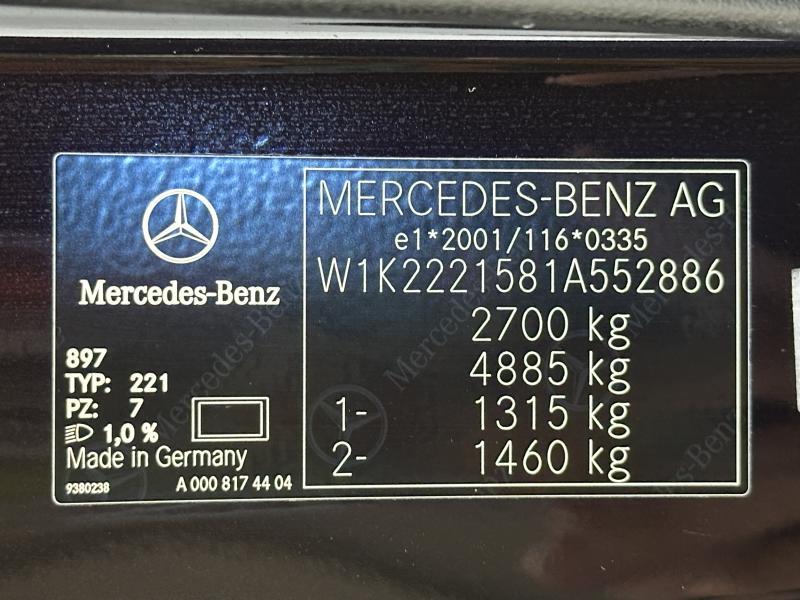 Mercedes-Benz
897
TYP: 221
PZ: 7
1,0 %
Made in Germany
9380238 A 000 817 44 04
MERCEDES-BENZ AG
e1*2001/116*0335
W1K2221581A552886
2700 kg
4885 kg
1- 1315 kg
2- 1460 kg